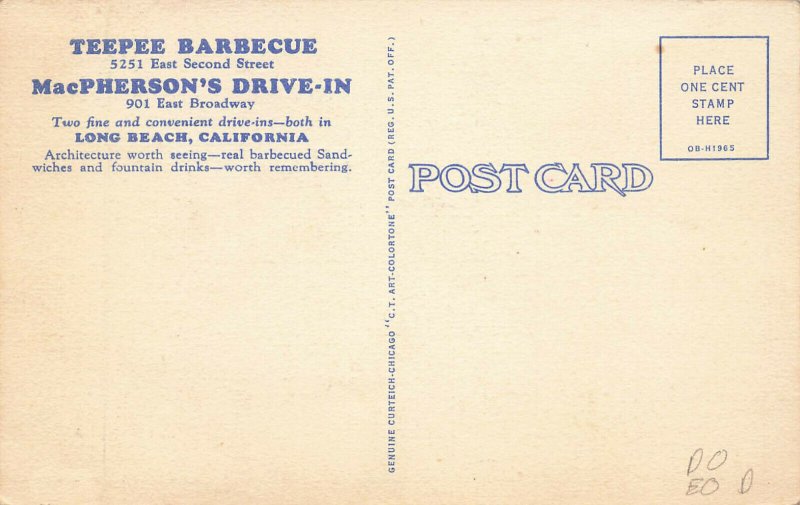 TEEPEE BARBECUE
5251 East Second Street
MacPHERSON'S DRIVE-IN
901 East Broadway
Two fine and convenient drive-ins—both in
LONG BEACH, CALIFORNIA
Architecture worth seeing—real barbecued Sand-
wiches and fountain drinks—worth remembering.
GENUINE CURTEICH-CHICAGO "C.T. ART-COLORTONE" POST CARD (REG. U.S. PAT. OFF.)
POST CARD
PLACE
ONE CENT
STAMP
HERE
OB-H1965
DO
EO D